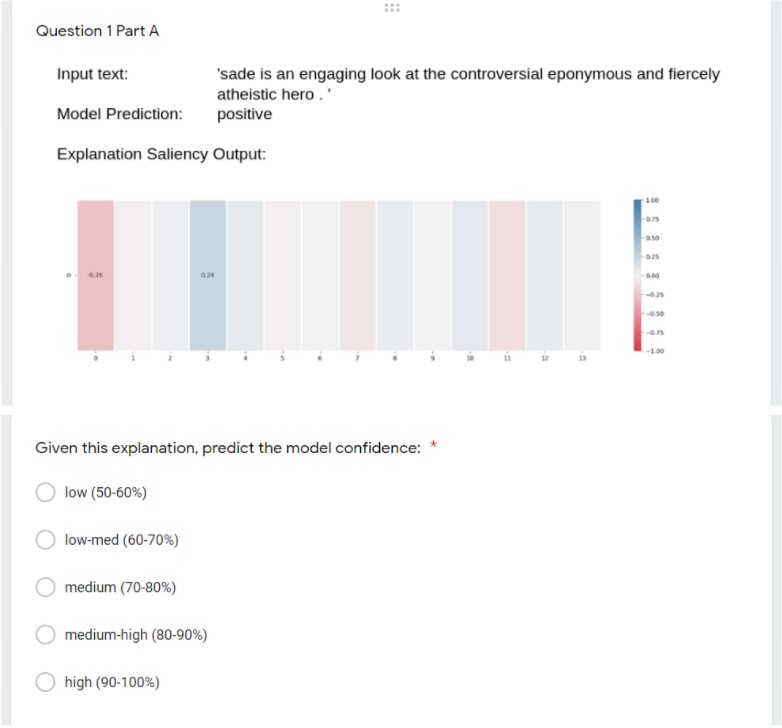 Question 1 Part A
Input text: 'sade is an engaging look at the controversial eponymous and fiercely
atheistic hero . '
Model Prediction: positive
Explanation Saliency Output:
1.00
0.75
0.50
0.25
0.00
-0.25
-0.50
-0.75
-1.00
0 -0.26 0.24
0 1 2 3 4 5 6 7 8 9 10 11 12 13
Given this explanation, predict the model confidence: *
low (50-60%)
low-med (60-70%)
medium (70-80%)
medium-high (80-90%)
high (90-100%)